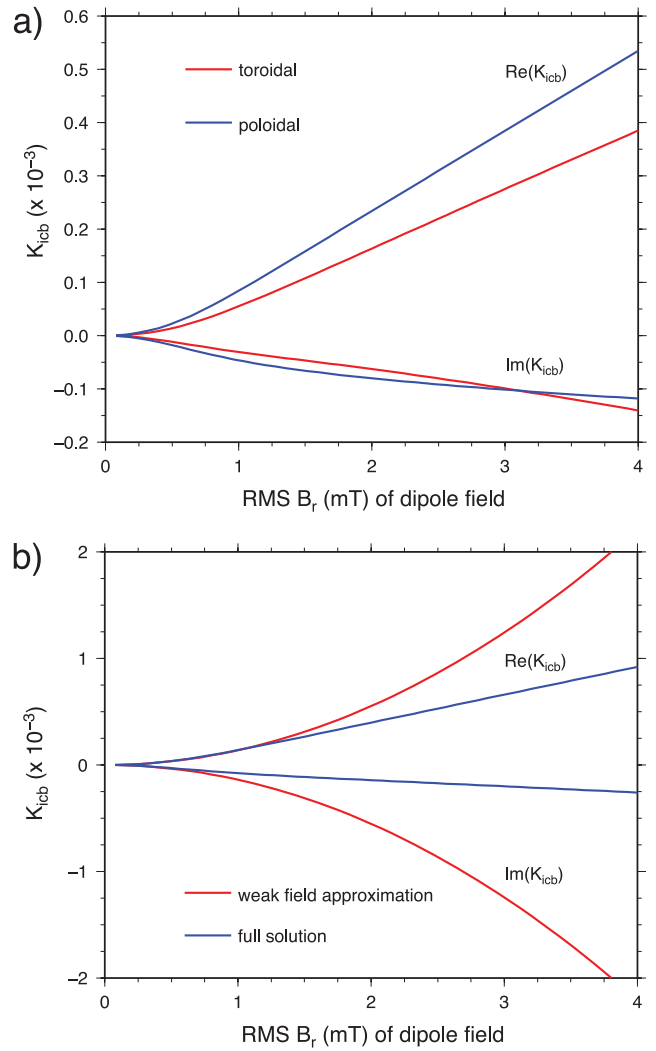 a)
0.6
0.5
0.4
0.3
0.2
0.1
0.0
−0.1
−0.2
K_icb (x 10^−3)
toroidal
poloidal
Re(K_icb)
Im(K_icb)
0 1 2 3 4
RMS B_r (mT) of dipole field
b)
2
1
0
-1
-2
K_icb (x 10^−3)
Re(K_icb)
Im(K_icb)
weak field approximation
full solution
0 1 2 3 4
RMS B_r (mT) of dipole field